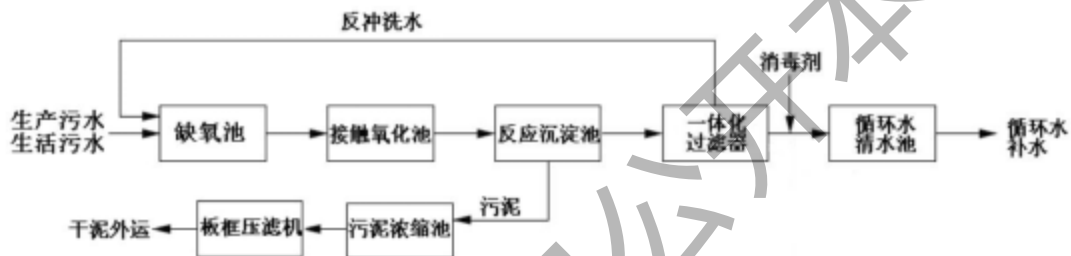 反冲洗水
消毒剂
生产污水
生活污水
缺氧池
接触氧化池
反应沉淀池
一体化
过滤器
循环水
清水池
循环水
补水
污泥
干泥外运
板框压滤机
污泥浓缩池
公开本